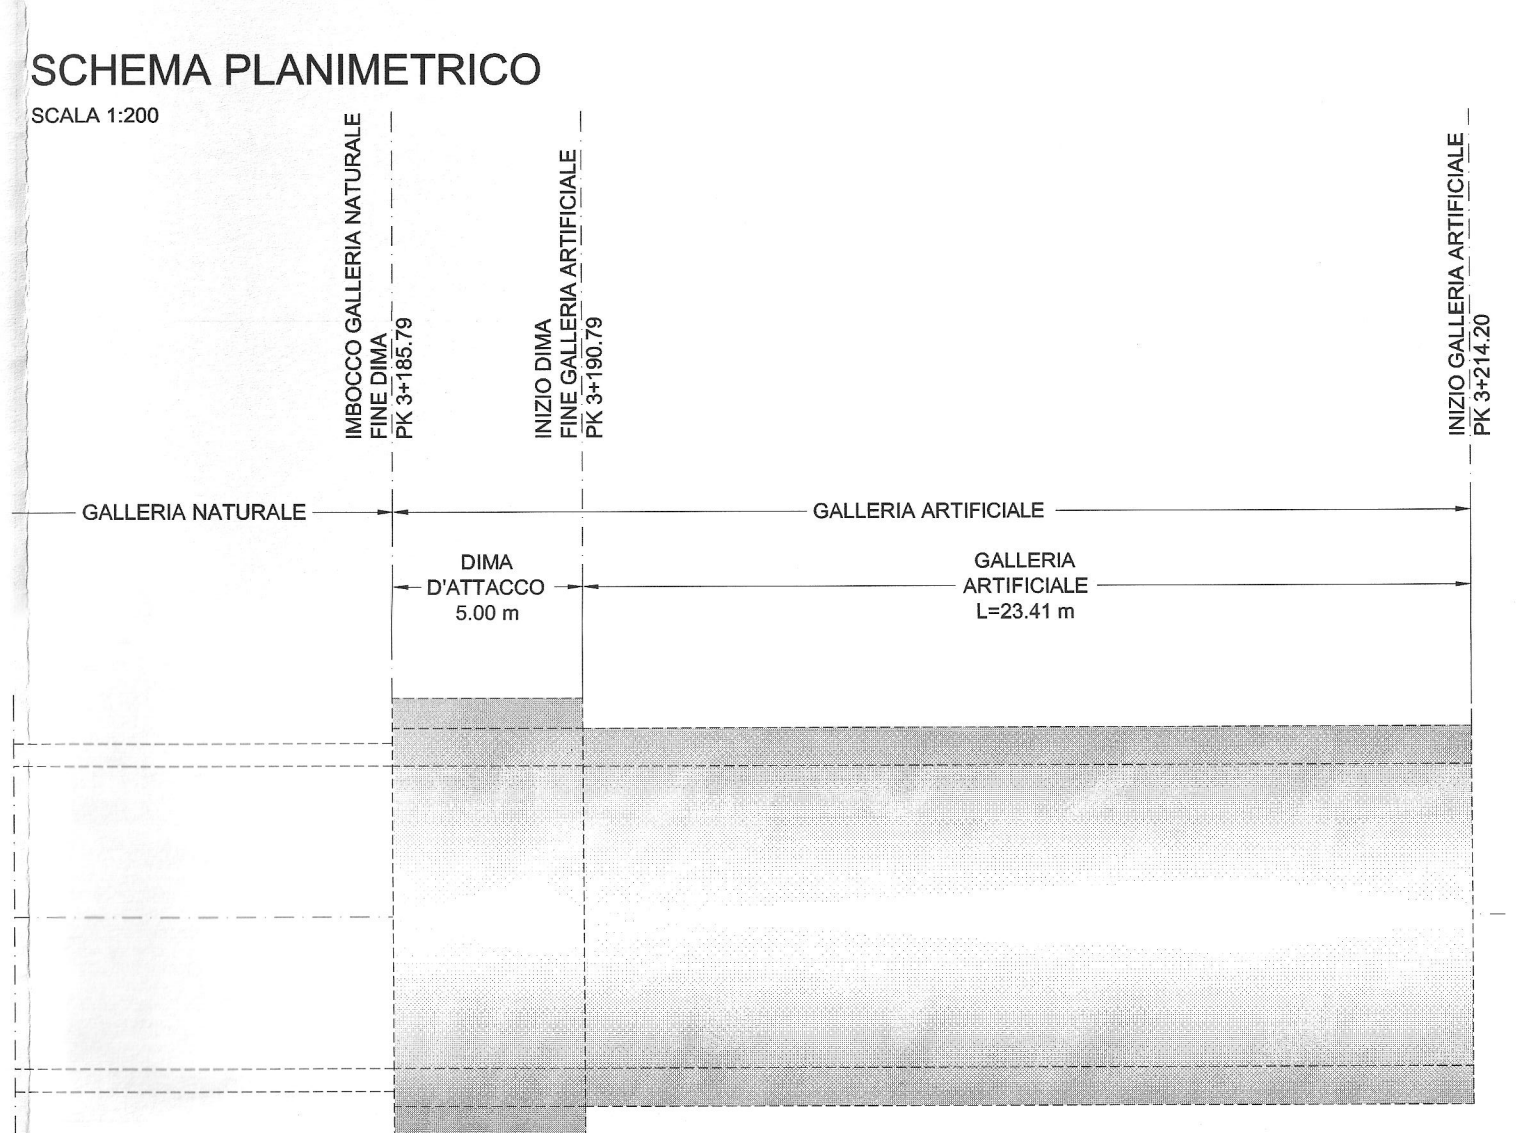 SCHEMA PLANIMETRICO
SCALA 1:200
IMBOCCO GALLERIA NATURALE
FINE DIMA
PK 3+185.79
INIZIO DIMA
FINE GALLERIA ARTIFICIALE
PK 3+190.79
INIZIO GALLERIA ARTIFICIALE
PK 3+214.20
GALLERIA NATURALE
GALLERIA ARTIFICIALE
DIMA
D'ATTACCO
5.00 m
GALLERIA
ARTIFICIALE
L=23.41 m